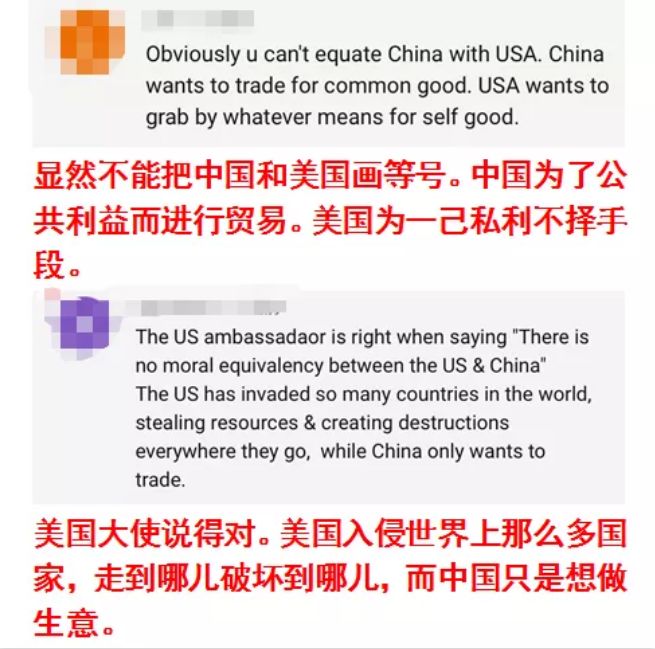 Obviously u can't equate China with USA. China
wants to trade for common good. USA wants to
grab by whatever means for self good.
显然不能把中国和美国画等号。中国为了公
共利益而进行贸易。美国为一己私利不择手
段。
The US ambassadaor is right when saying "There is
no moral equivalency between the US & China"
The US has invaded so many countries in the world,
stealing resources & creating destructions
everywhere they go, while China only wants to
trade.
美国大使说得对。美国入侵世界上那么多国
家，走到哪儿破坏到哪儿，而中国只是想做
生意。